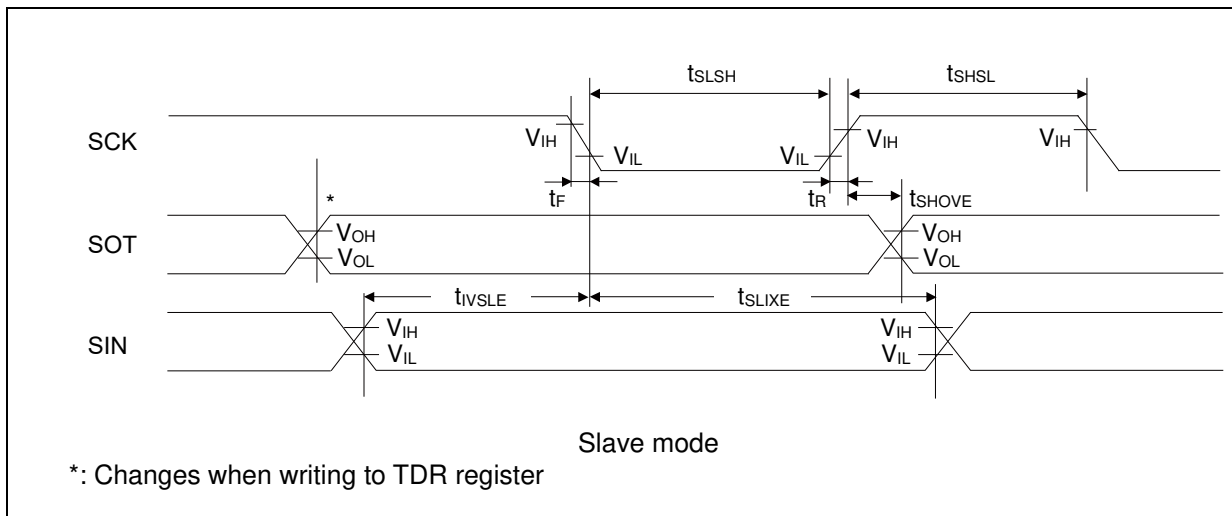 tSLSH
tSHSL
SCK
VIH
VIL
VIL
VIH
VIH
tF
tR
tSHOVE
*
SOT
VOH
VOL
VOH
VOL
tIVSLE
tSLIXE
SIN
VIH
VIL
VIH
VIL
Slave mode
*: Changes when writing to TDR register